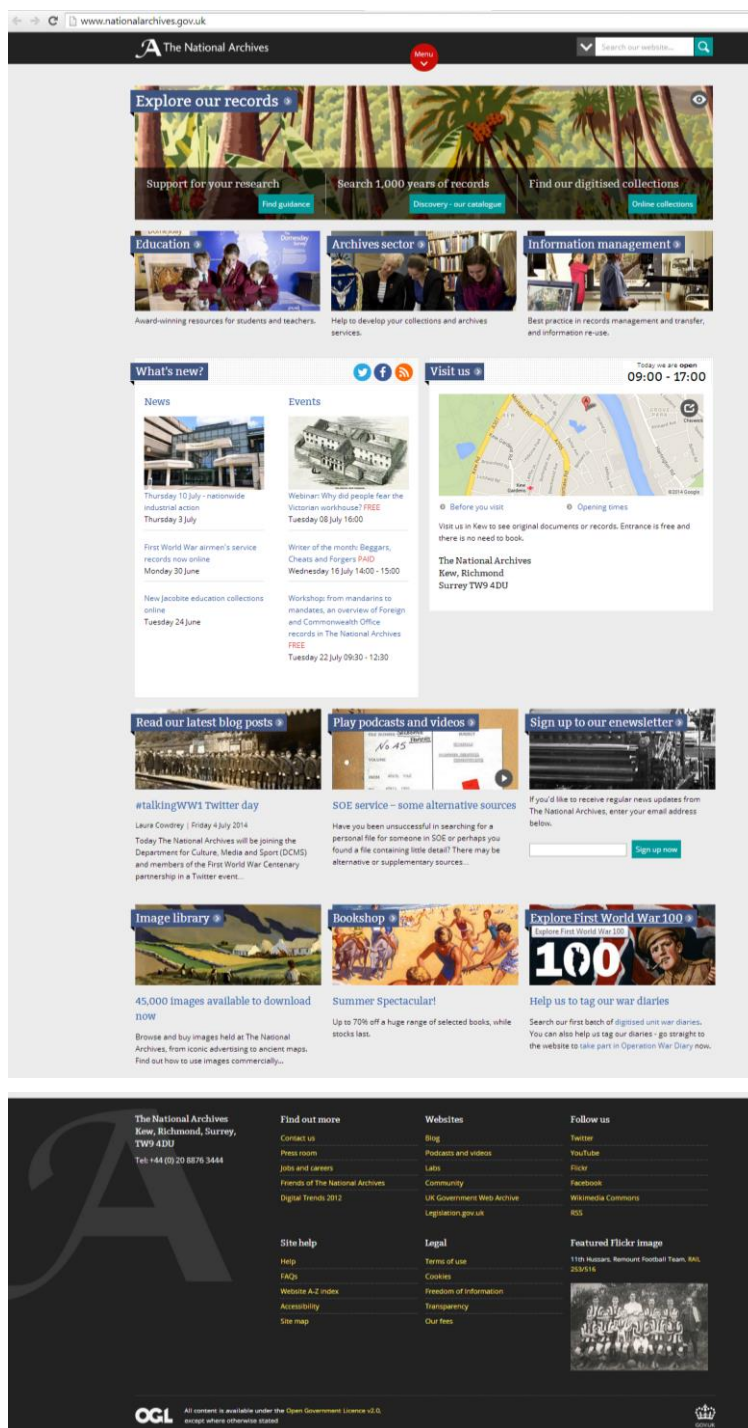 www.nationalarchives.gov.uk
The National Archives
Menu
Search our website...
Explore our records
Support for your research
Find guidance
Search 1,000 years of records
Discovery - our catalogue
Find our digitised collections
Online collections
Education
Award-winning resources for students and teachers.
Archives sector
Help to develop your collections and archives
services.
Information management
Best practice in records management and transfer,
and information re-use.
What's new?
News
Thursday 10 July - nationwide
industrial action
Thursday 3 July
First World War airmen's service
records now online
Monday 30 June
New Jacobite education collections
online
Tuesday 24 June
Events
Webinar: Why did people fear the
Victorian workhouse? FREE
Tuesday 08 July 16:00
Writer of the month: Beggars,
Cheats and Forgers PAID
Wednesday 16 July 14:00 - 15:00
Workshop: from mandarins to
mandates, an overview of Foreign
and Commonwealth Office
records in The National Archives
FREE
Tuesday 22 July 09:30 - 12:30
Visit us
Today we are open
09:00 - 17:00
KEW
Kew
Gardens
Chiswick
©2014 Google
Before you visit
Opening times
Visit us in Kew to see original documents or records. Entrance is free and
there is no need to book.
The National Archives
Kew, Richmond
Surrey TW9 4DU
Read our latest blog posts
#talkingWW1 Twitter day
Laura Cowdrey | Friday 4 July 2014
Today The National Archives will be joining the
Department for Culture, Media and Sport (DCMS)
and members of the First World War Centenary
partnership in a Twitter event...
Play podcasts and videos
No 45
SOE service – some alternative sources
Have you been unsuccessful in searching for a
personal file for someone in SOE or perhaps you
found a file containing little detail? There may be
alternative or supplementary sources...
Sign up to our enewsletter
If you'd like to receive regular news updates from
The National Archives, enter your email address
below.
Sign up now
Image library
45,000 images available to download
now
Browse and buy images held at The National
Archives, from iconic advertising to ancient maps.
Find out how to use images commercially...
Bookshop
Summer Spectacular!
Up to 70% off a huge range of selected books, while
stocks last.
Explore First World War 100
Explore First World War 100
100
Help us to tag our war diaries
Search our first batch of digitised unit war diaries.
You can also help us tag our diaries - go straight to
the website to take part in Operation War Diary now.
The National Archives
Kew, Richmond, Surrey,
TW9 4DU
Tel: +44 (0) 20 8876 3444
Find out more
Contact us
Press room
Jobs and careers
Friends of The National Archives
Digital Trends 2012
Websites
Blog
Podcasts and videos
Labs
Community
UK Government Web Archive
Legislation.gov.uk
Follow us
Twitter
YouTube
Flickr
Facebook
Wikimedia Commons
RSS
Site help
Help
FAQs
Website A-Z index
Accessibility
Site map
Legal
Terms of use
Cookies
Freedom of Information
Transparency
Our fees
Featured Flickr image
11th Hussars, Remount Football Team, RAIL
253/516
OGL
All content is available under the Open Government Licence v2.0,
except where otherwise stated
GOV.UK